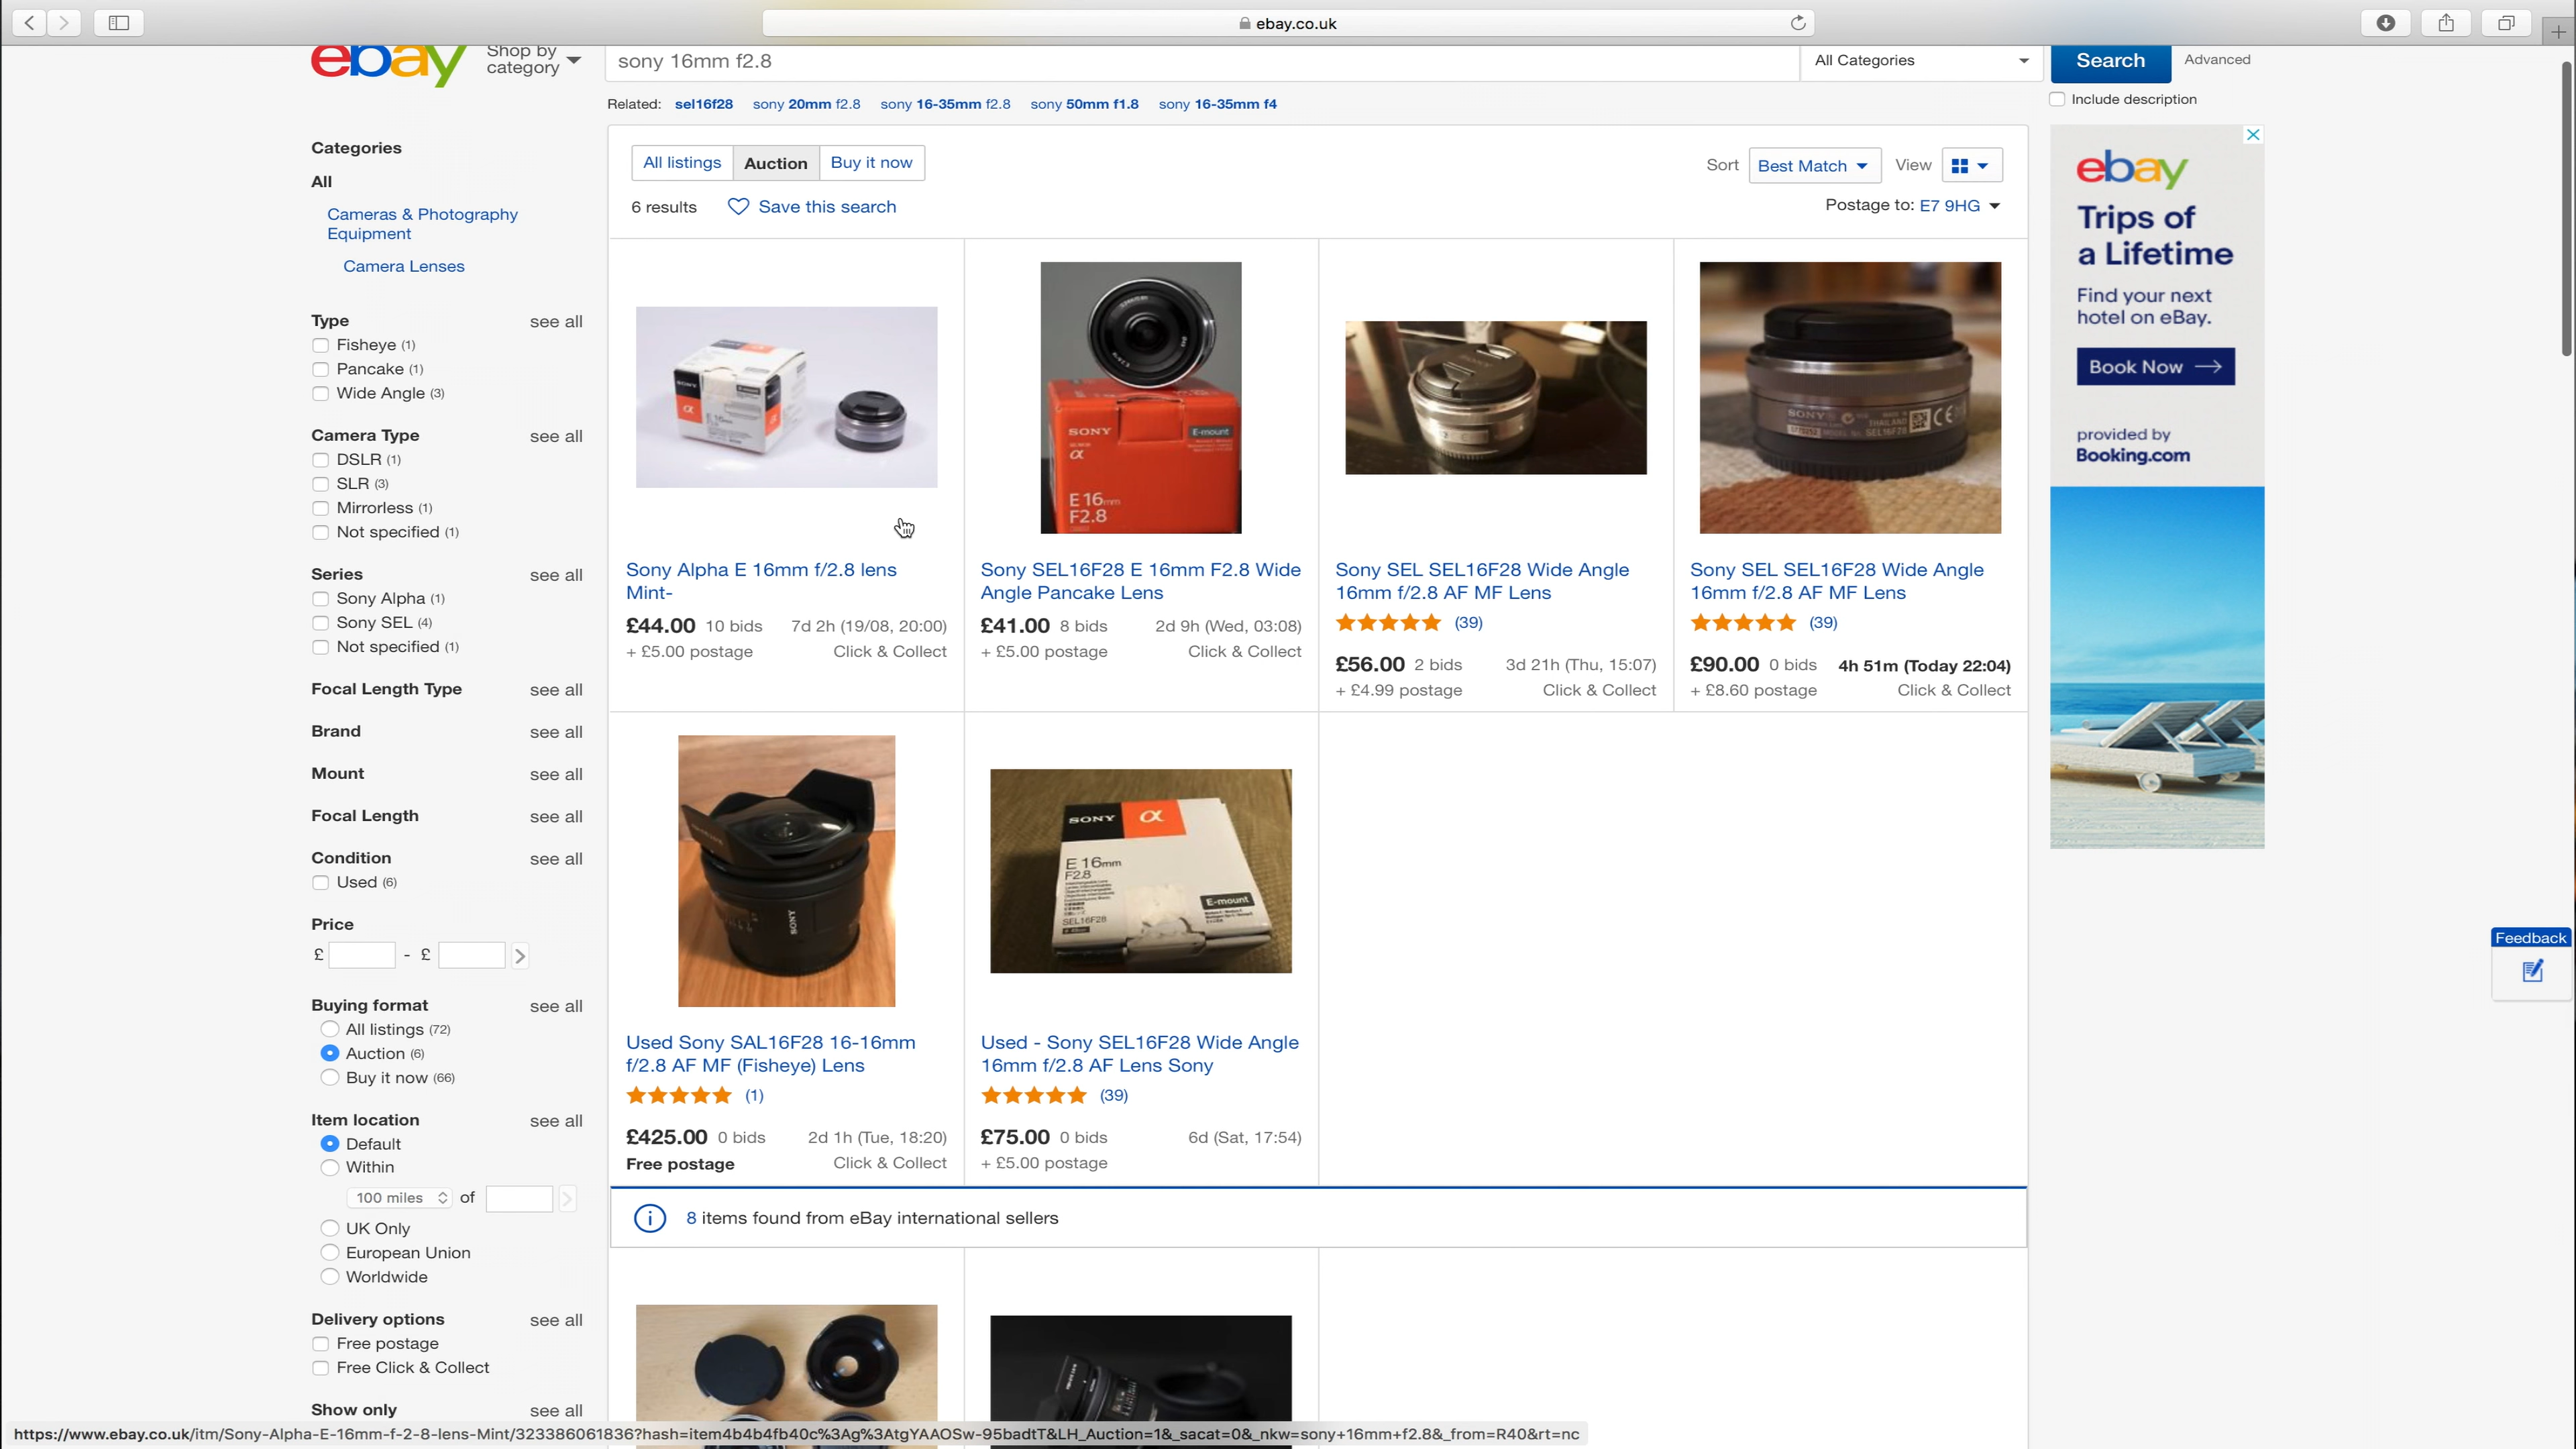 ebay.co.uk
ebay
Shop by
category
sony 16mm f2.8
All Categories
Search
Advanced
Related: sel16f28 sony 20mm f2.8 sony 16-35mm f2.8 sony 50mm f1.8 sony 16-35mm f4
Include description
Categories
All
Cameras & Photography
Equipment
Camera Lenses
Type see all
Fisheye (1)
Pancake (1)
Wide Angle (3)
Camera Type see all
DSLR (1)
SLR (3)
Mirrorless (1)
Not specified (1)
Series see all
Sony Alpha (1)
Sony SEL (4)
Not specified (1)
Focal Length Type see all
Brand see all
Mount see all
Focal Length see all
Condition see all
Used (6)
Price
£ - £
Buying format see all
All listings (72)
Auction (6)
Buy it now (66)
Item location see all
Default
Within
100 miles of
UK Only
European Union
Worldwide
Delivery options see all
Free postage
Free Click & Collect
Show only see all
All listings Auction Buy it now
Sort Best Match View
6 results Save this search
Postage to: E7 9HG
SONY
α
E 16mm
SONY
α
E-mount
E 16mm
F2.8
SONY
THAILAND
SEL16F28
CE
Sony Alpha E 16mm f/2.8 lens
Mint-
£44.00 10 bids 7d 2h (19/08, 20:00)
+ £5.00 postage Click & Collect
Sony SEL16F28 E 16mm F2.8 Wide
Angle Pancake Lens
£41.00 8 bids 2d 9h (Wed, 03:08)
+ £5.00 postage Click & Collect
Sony SEL SEL16F28 Wide Angle
16mm f/2.8 AF MF Lens
(39)
£56.00 2 bids 3d 21h (Thu, 15:07)
+ £4.99 postage Click & Collect
Sony SEL SEL16F28 Wide Angle
16mm f/2.8 AF MF Lens
(39)
£90.00 0 bids 4h 51m (Today 22:04)
+ £8.60 postage Click & Collect
SONY
SONY α
E 16mm
F2.8
SEL16F28
E-mount
Used Sony SAL16F28 16-16mm
f/2.8 AF MF (Fisheye) Lens
(1)
£425.00 0 bids 2d 1h (Tue, 18:20)
Free postage Click & Collect
Used - Sony SEL16F28 Wide Angle
16mm f/2.8 AF Lens Sony
(39)
£75.00 0 bids 6d (Sat, 17:54)
+ £5.00 postage
8 items found from eBay international sellers
ebay
Trips of
a Lifetime
Find your next
hotel on eBay.
Book Now
provided by
Booking.com
Feedback
https://www.ebay.co.uk/itm/Sony-Alpha-E-16mm-f-2-8-lens-Mint/323386061836?hash=item4b4b4fb40c%3Ag%3AtgYAAOSw-95badtT&LH_Auction=1&_sacat=0&_nkw=sony+16mm+f2.8&_from=R40&rt=nc